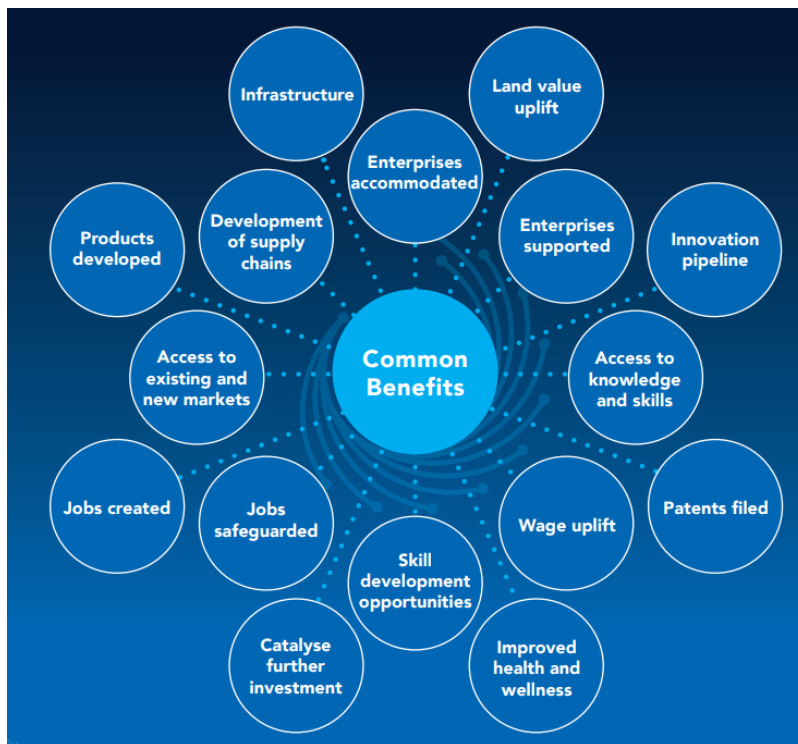 Infrastructure
Land value
uplift
Enterprises
accommodated
Products
developed
Development
of supply
chains
Enterprises
supported
Innovation
pipeline
Common
Benefits
Access to
existing and
new markets
Access to
knowledge
and skills
Jobs created
Jobs
safeguarded
Wage uplift
Patents filed
Skill
development
opportunities
Catalyse
further
investment
Improved
health and
wellness